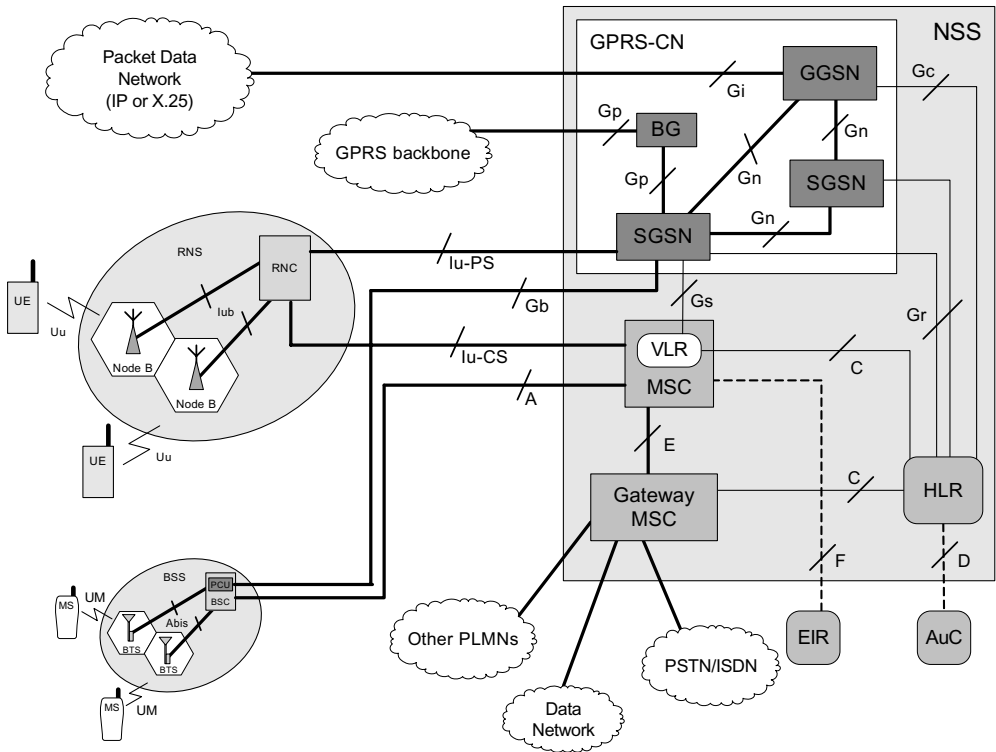 NSS
GPRS-CN
Packet Data
Network
(IP or X.25)
GGSN
Gc
Gi
Gp
BG
Gn
GPRS backbone
Gp
Gn
SGSN
SGSN
Gn
RNS
RNC
Iu-PS
UE
Iub
Gb
Gs
Gr
Uu
Node B
Iu-CS
VLR
C
MSC
Node B
A
UE
Uu
E
C
HLR
Gateway
MSC
F
D
BSS
PCU
BSC
MS
UM
Abis
BTS
BTS
Other PLMNs
EIR
AuC
PSTN/ISDN
MS
UM
Data
Network